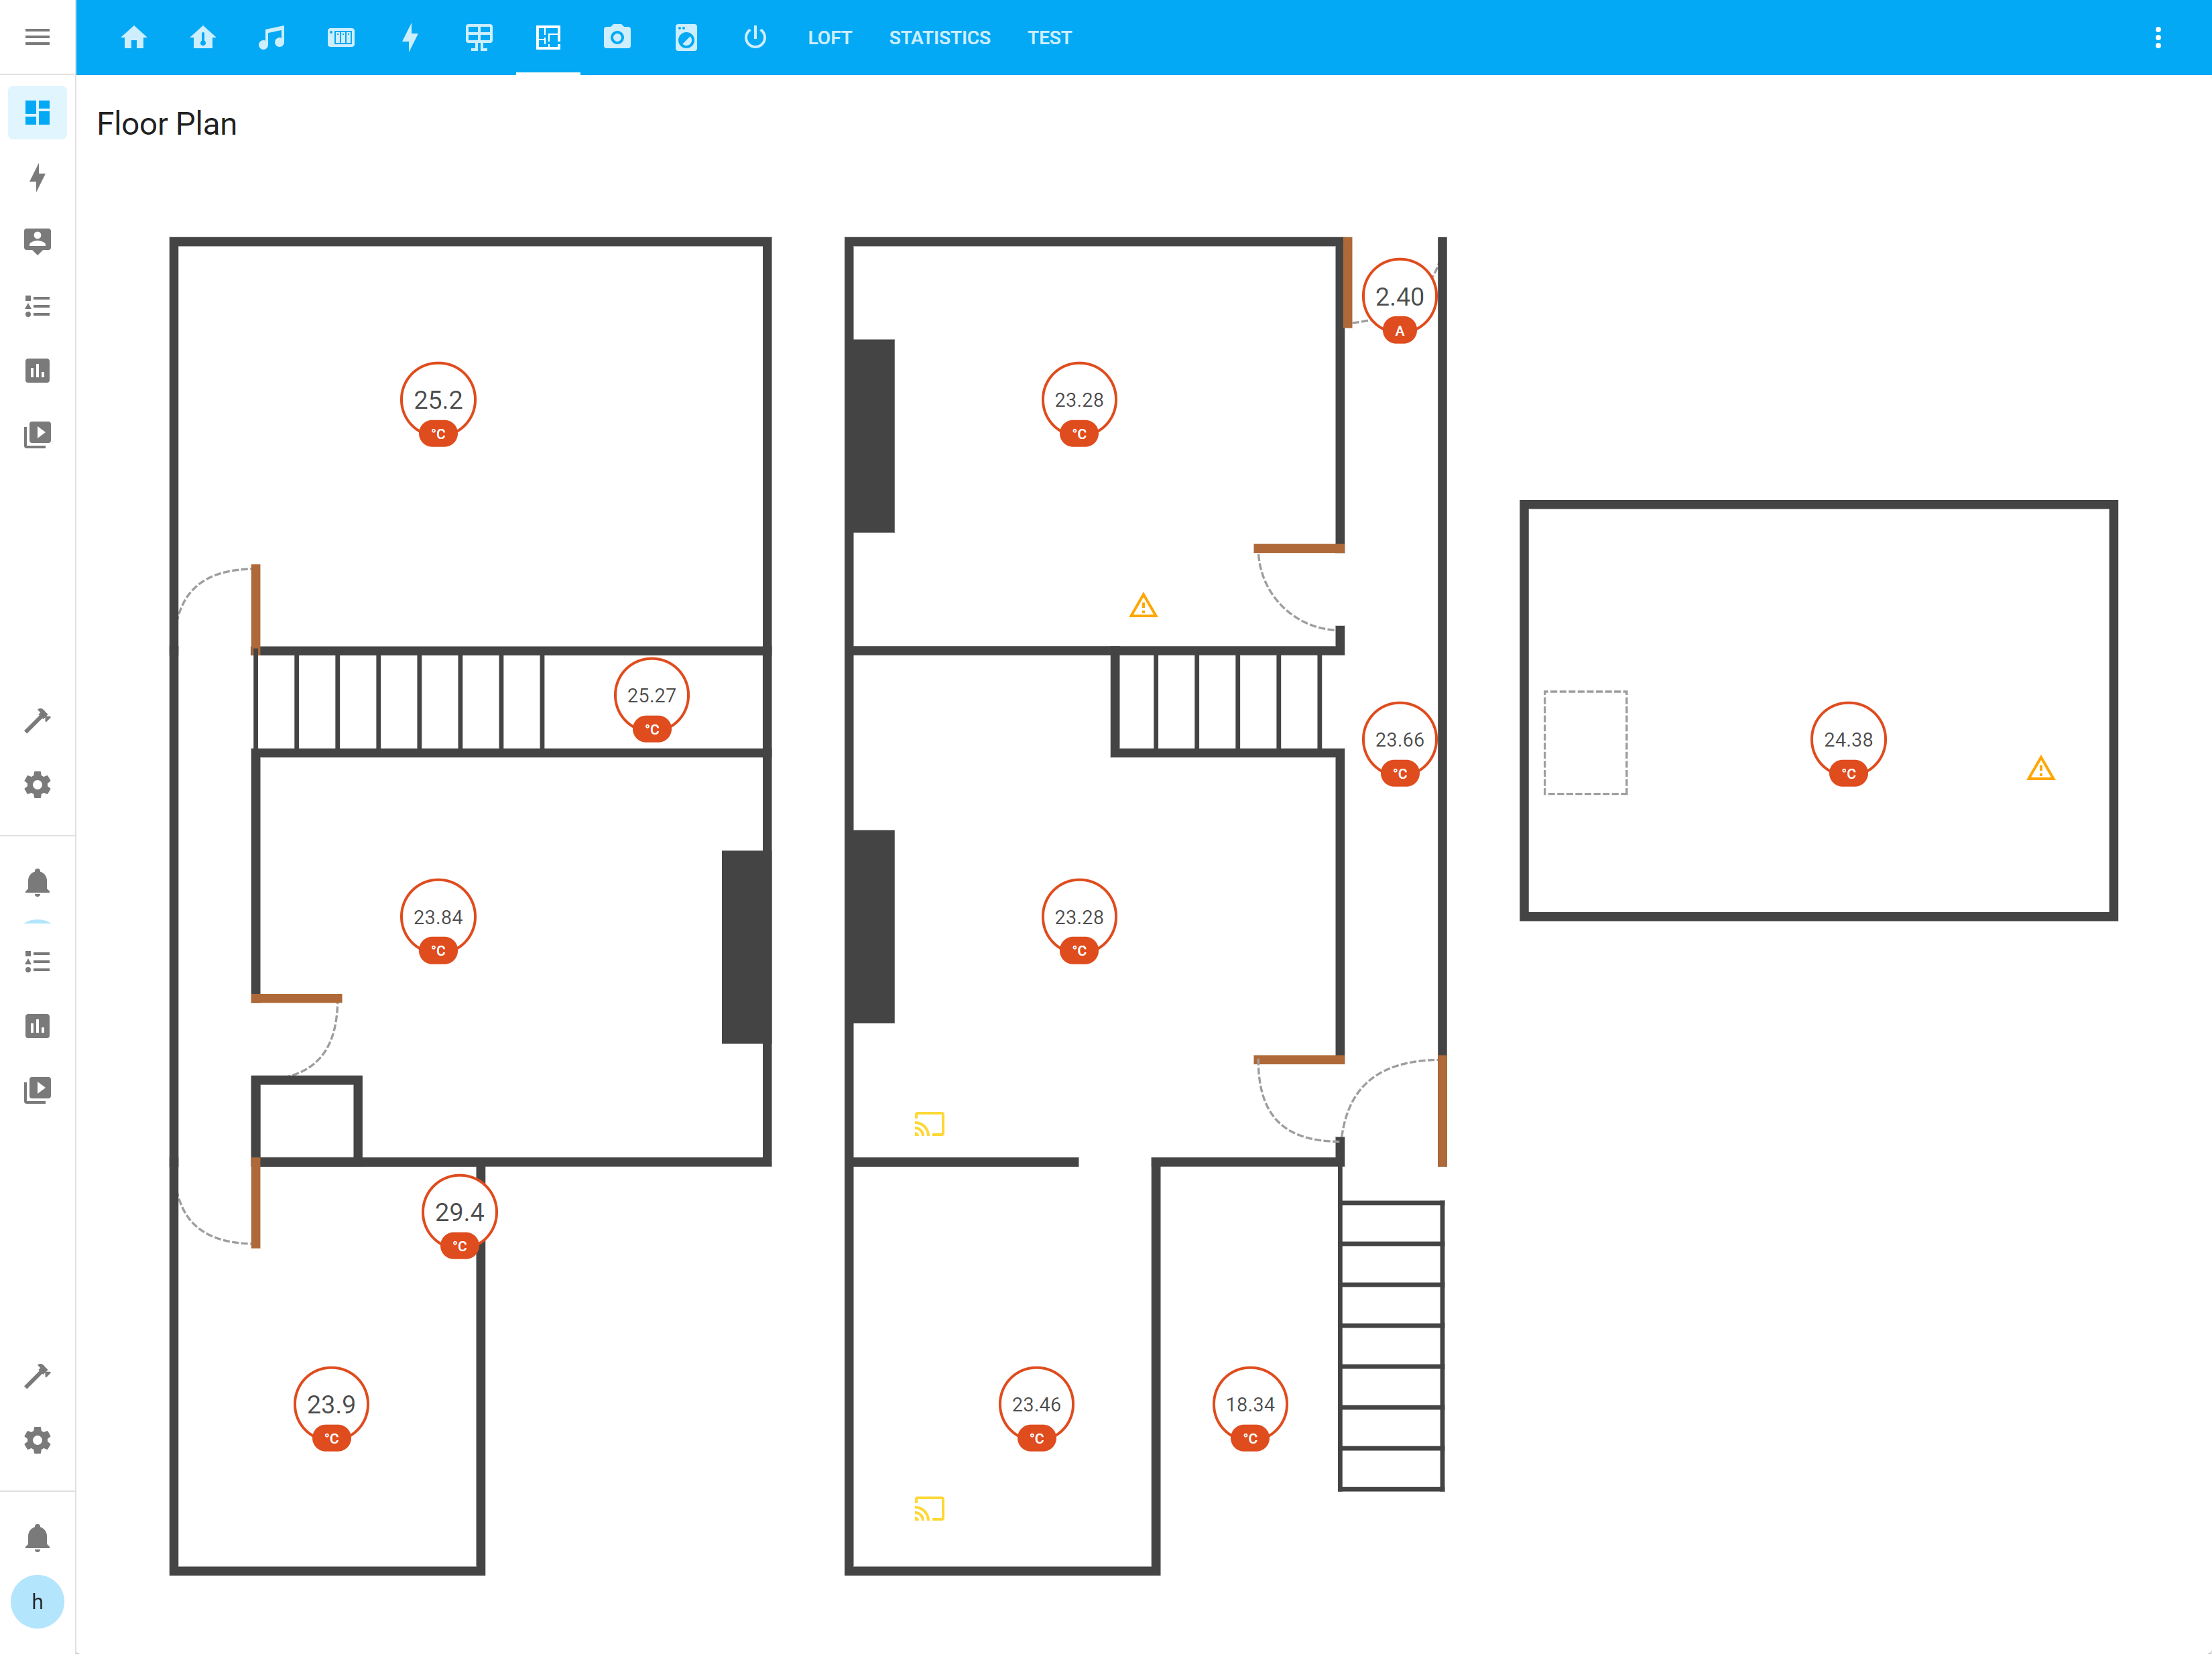 LOFT STATISTICS TEST
Floor Plan
2.40
A
25.2
°C
23.28
°C
25.27
°C
23.66
°C
24.38
°C
23.84
°C
23.28
°C
29.4
°C
23.9
°C
23.46
°C
18.34
°C
h